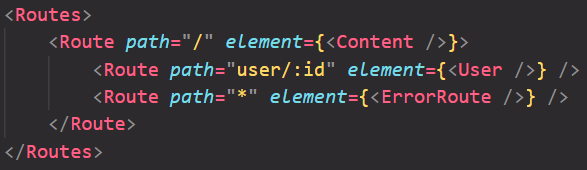 <Routes>
<Route path="/" element={<Content />}>
<Route path="user/:id" element={<User />} />
<Route path="*" element={<ErrorRoute />} />
</Route>
</Routes>